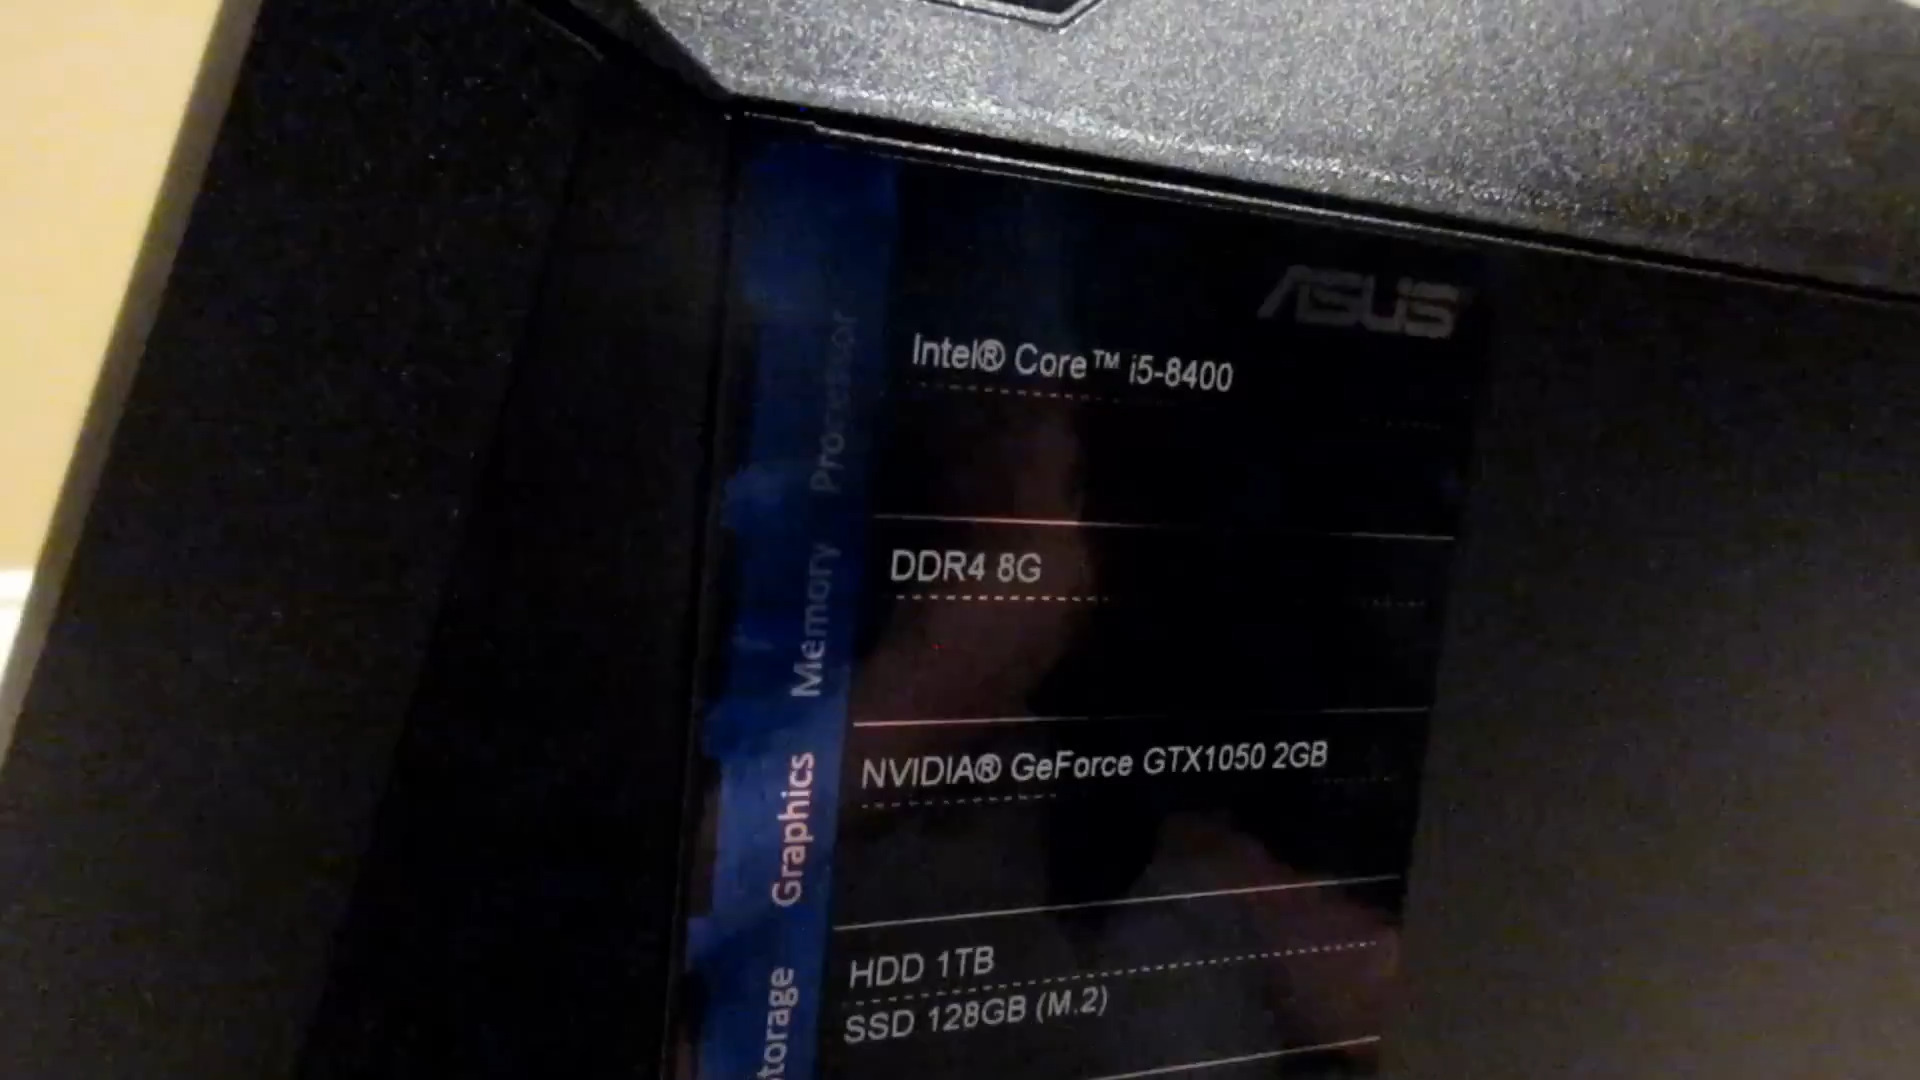 ASUS
Processor
Intel® Core™ i5-8400
Memory
DDR4 8G
Graphics
NVIDIA® GeForce GTX1050 2GB
torage
HDD 1TB
SSD 128GB (M.2)